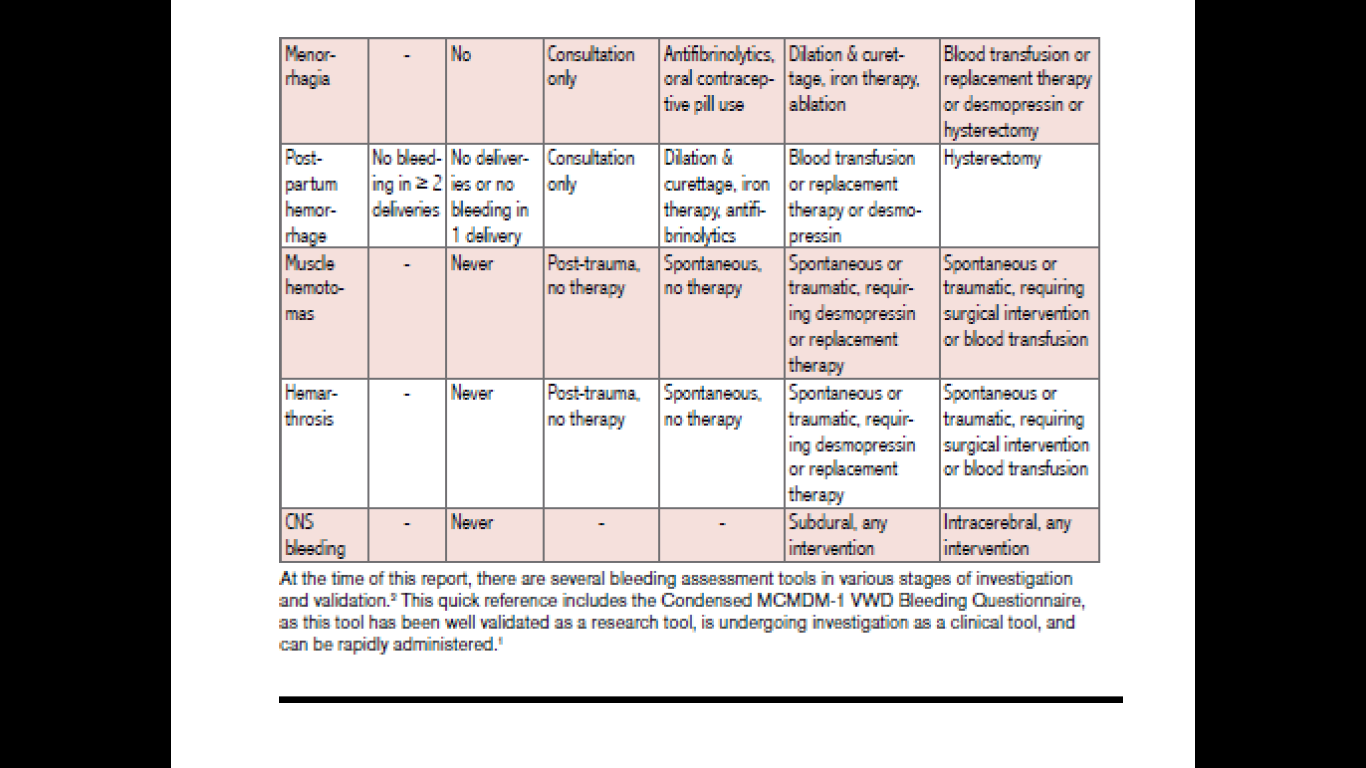 Menor-
rhagia
-
No
Consultation
only
Antifibrinolytics,
oral contracep-
tive pill use
Dilation & curet-
tage, iron therapy,
ablation
Blood transfusion or
replacement therapy
or desmopressin or
hysterectomy
Post-
partum
hemor-
rhage
No bleed-
ing in ≥ 2
deliveries
No deliver-
ies or no
bleeding in
1 delivery
Consultation
only
Dilation &
curettage, iron
therapy, antifi-
brinolytics
Blood transfusion
or replacement
therapy or desmo-
pressin
Hysterectomy
Muscle
hemoto-
mas
-
Never
Post-trauma,
no therapy
Spontaneous,
no therapy
Spontaneous or
traumatic, requir-
ing desmopressin
or replacement
therapy
Spontaneous or
traumatic, requiring
surgical intervention
or blood transfusion
Hemar-
throsis
-
Never
Post-trauma,
no therapy
Spontaneous,
no therapy
Spontaneous or
traumatic, requir-
ing desmopressin
or replacement
therapy
Spontaneous or
traumatic, requiring
surgical intervention
or blood transfusion
CNS
bleeding
-
Never
-
-
Subdural, any
intervention
Intracerebral, any
intervention
At the time of this report, there are several bleeding assessment tools in various stages of investigation
and validation.³ This quick reference includes the Condensed MCMDM-1 VWD Bleeding Questionnaire,
as this tool has been well validated as a research tool, is undergoing investigation as a clinical tool, and
can be rapidly administered.¹